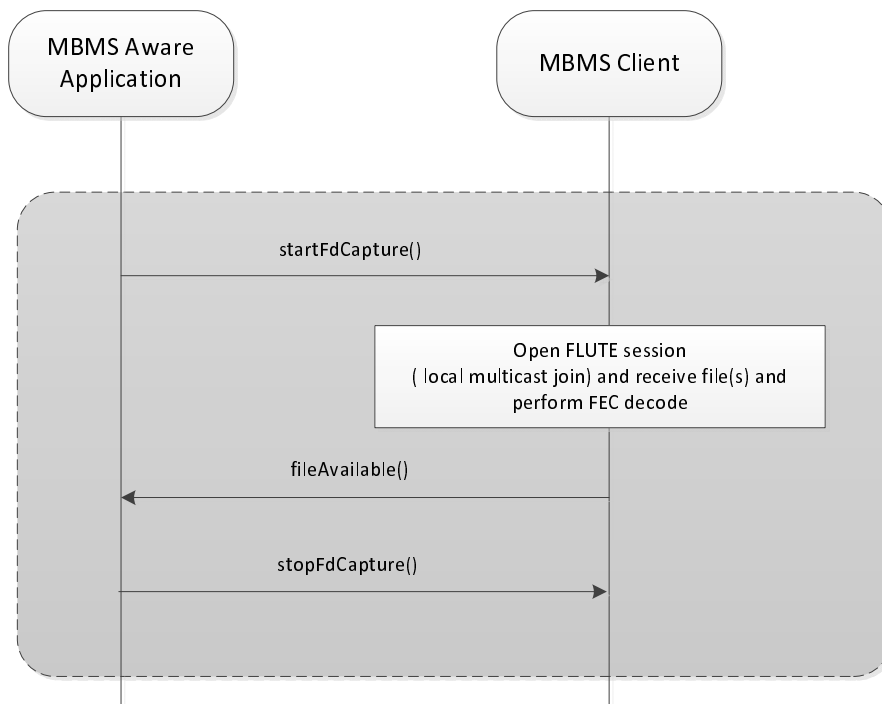 MBMS Aware
Application
MBMS Client
startFdCapture()
Open FLUTE session
( local multicast join) and receive file(s) and
perform FEC decode
fileAvailable()
stopFdCapture()